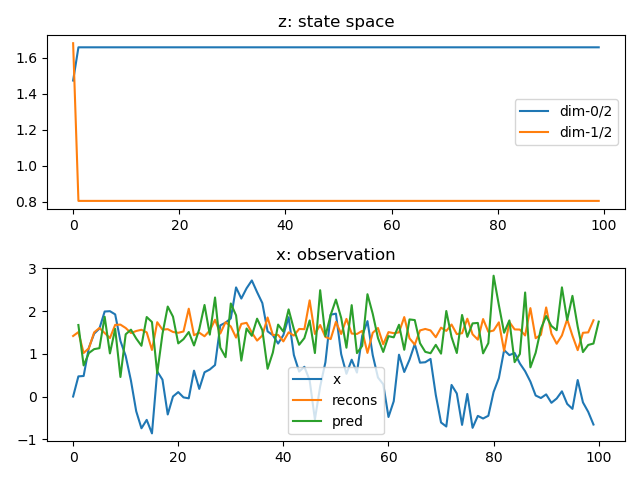 z: state space
1.6
1.4
1.2
1.0
0.8
dim-0/2
dim-1/2
0 20 40 60 80 100
x: observation
3
2
1
0
−1
x
recons
pred
0 20 40 60 80 100